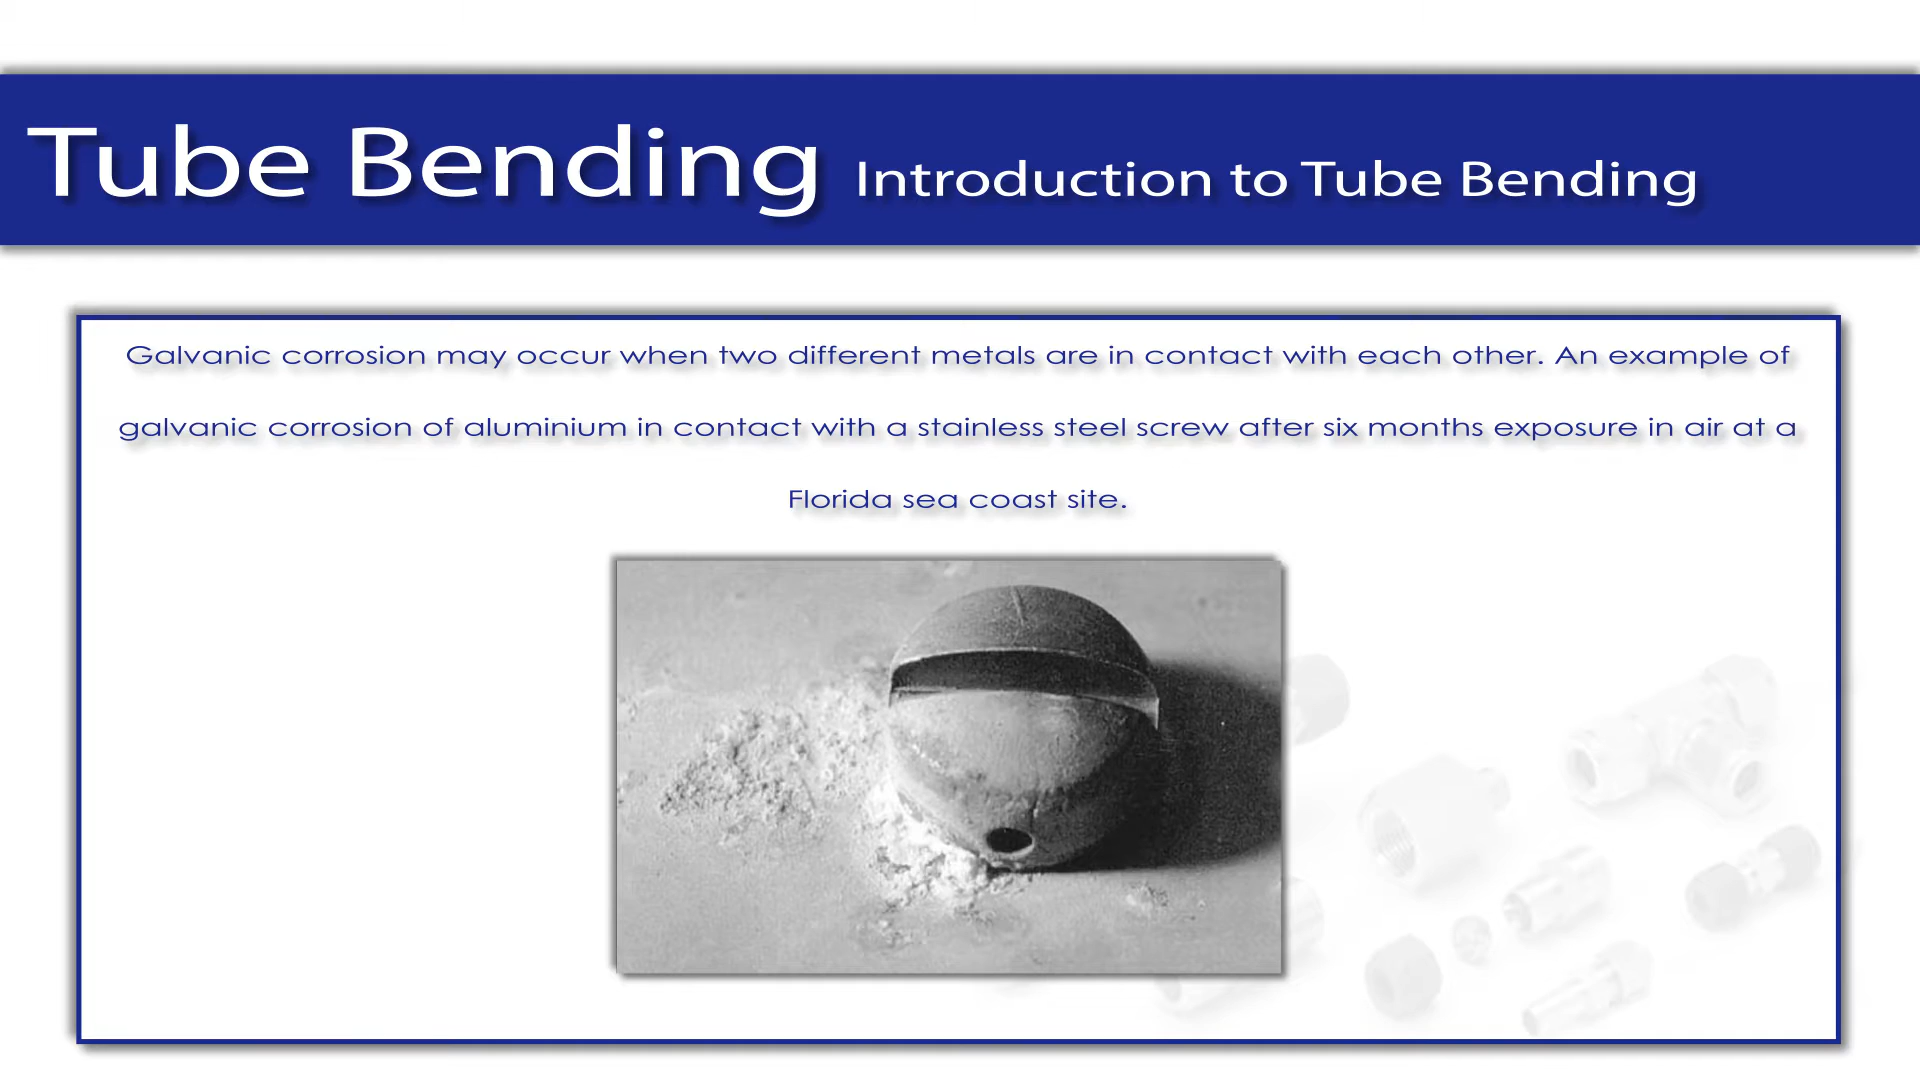 Tube Bending Introduction to Tube Bending
Galvanic corrosion may occur when two different metals are in contact with each other. An example of
galvanic corrosion of aluminium in contact with a stainless steel screw after six months exposure in air at a
Florida sea coast site.